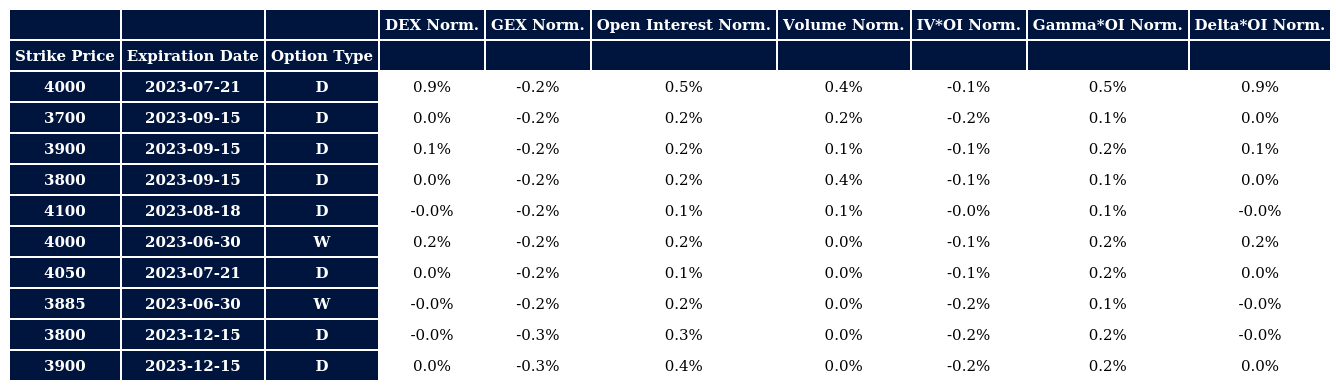 DEX Norm. GEX Norm. Open Interest Norm. Volume Norm. IV*OI Norm. Gamma*OI Norm. Delta*OI Norm.
Strike Price Expiration Date Option Type
4000 2023-07-21 D 0.9% -0.2% 0.5% 0.4% -0.1% 0.5% 0.9%
3700 2023-09-15 D 0.0% -0.2% 0.2% 0.2% -0.2% 0.1% 0.0%
3900 2023-09-15 D 0.1% -0.2% 0.2% 0.1% -0.1% 0.2% 0.1%
3800 2023-09-15 D 0.0% -0.2% 0.2% 0.4% -0.1% 0.1% 0.0%
4100 2023-08-18 D -0.0% -0.2% 0.1% 0.1% -0.0% 0.1% -0.0%
4000 2023-06-30 W 0.2% -0.2% 0.2% 0.0% -0.1% 0.2% 0.2%
4050 2023-07-21 D 0.0% -0.2% 0.1% 0.0% -0.1% 0.2% 0.0%
3885 2023-06-30 W -0.0% -0.2% 0.2% 0.0% -0.2% 0.1% -0.0%
3800 2023-12-15 D -0.0% -0.3% 0.3% 0.0% -0.2% 0.2% -0.0%
3900 2023-12-15 D 0.0% -0.3% 0.4% 0.0% -0.2% 0.2% 0.0%